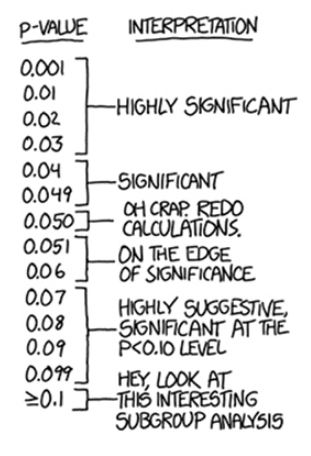 P-VALUE INTERPRETATION
0.001
0.01
0.02
0.03
HIGHLY SIGNIFICANT
0.04
0.049
SIGNIFICANT
0.050
OH CRAP. REDO
CALCULATIONS.
0.051
0.06
ON THE EDGE
OF SIGNIFICANCE
0.07
0.08
0.09
0.099
HIGHLY SUGGESTIVE,
SIGNIFICANT AT THE
P<0.10 LEVEL
≥0.1
HEY, LOOK AT
THIS INTERESTING
SUBGROUP ANALYSIS